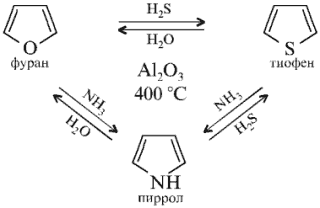 H₂S
H₂O
O
фуран
S
тиофен
Al₂O₃
400 °C
NH₃
H₂O
NH₃
H₂S
NH
пиррол